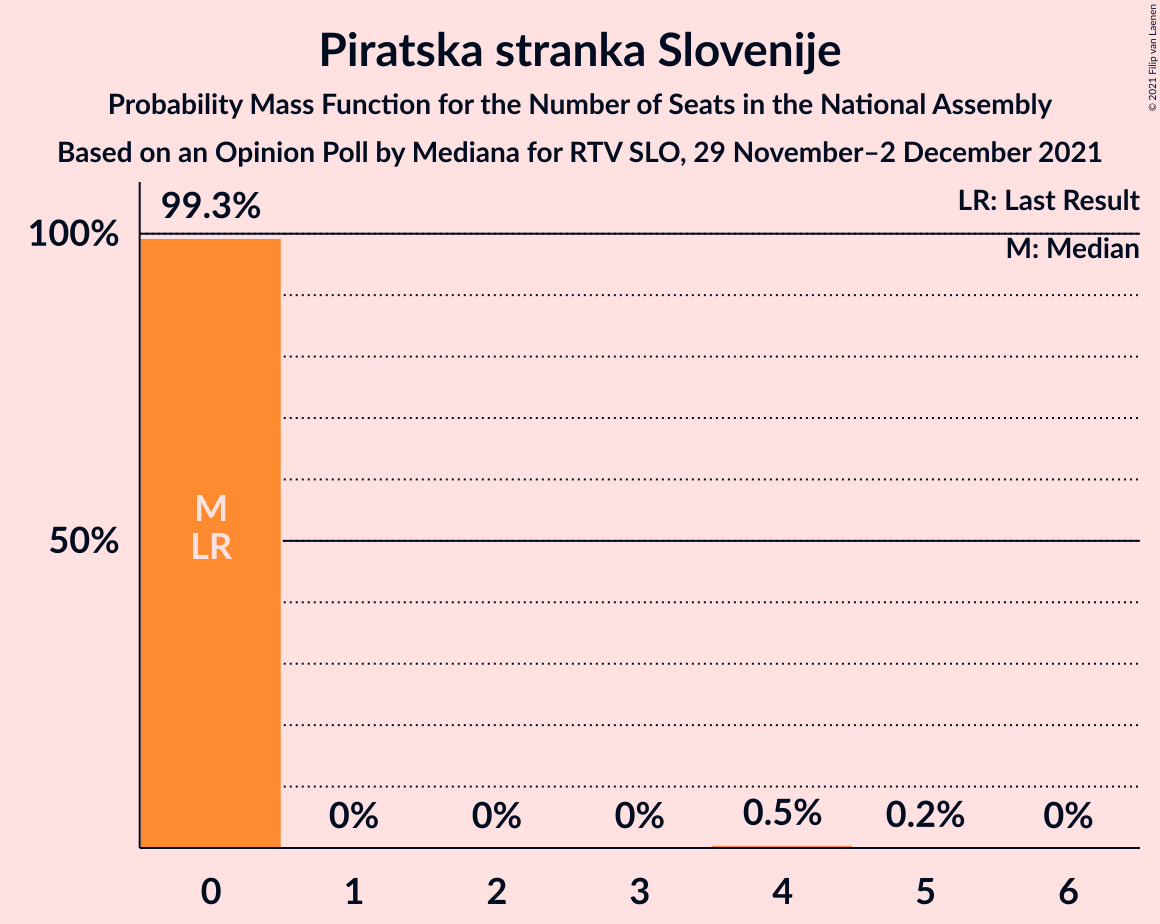 Piratska stranka Slovenije
Probability Mass Function for the Number of Seats in the National Assembly
Based on an Opinion Poll by Mediana for RTV SLO, 29 November–2 December 2021
© 2021 Filip van Laenen
LR: Last Result
M: Median
99.3%
100%
50%
M
LR
0% 0% 0% 0.5% 0.2% 0%
0 1 2 3 4 5 6